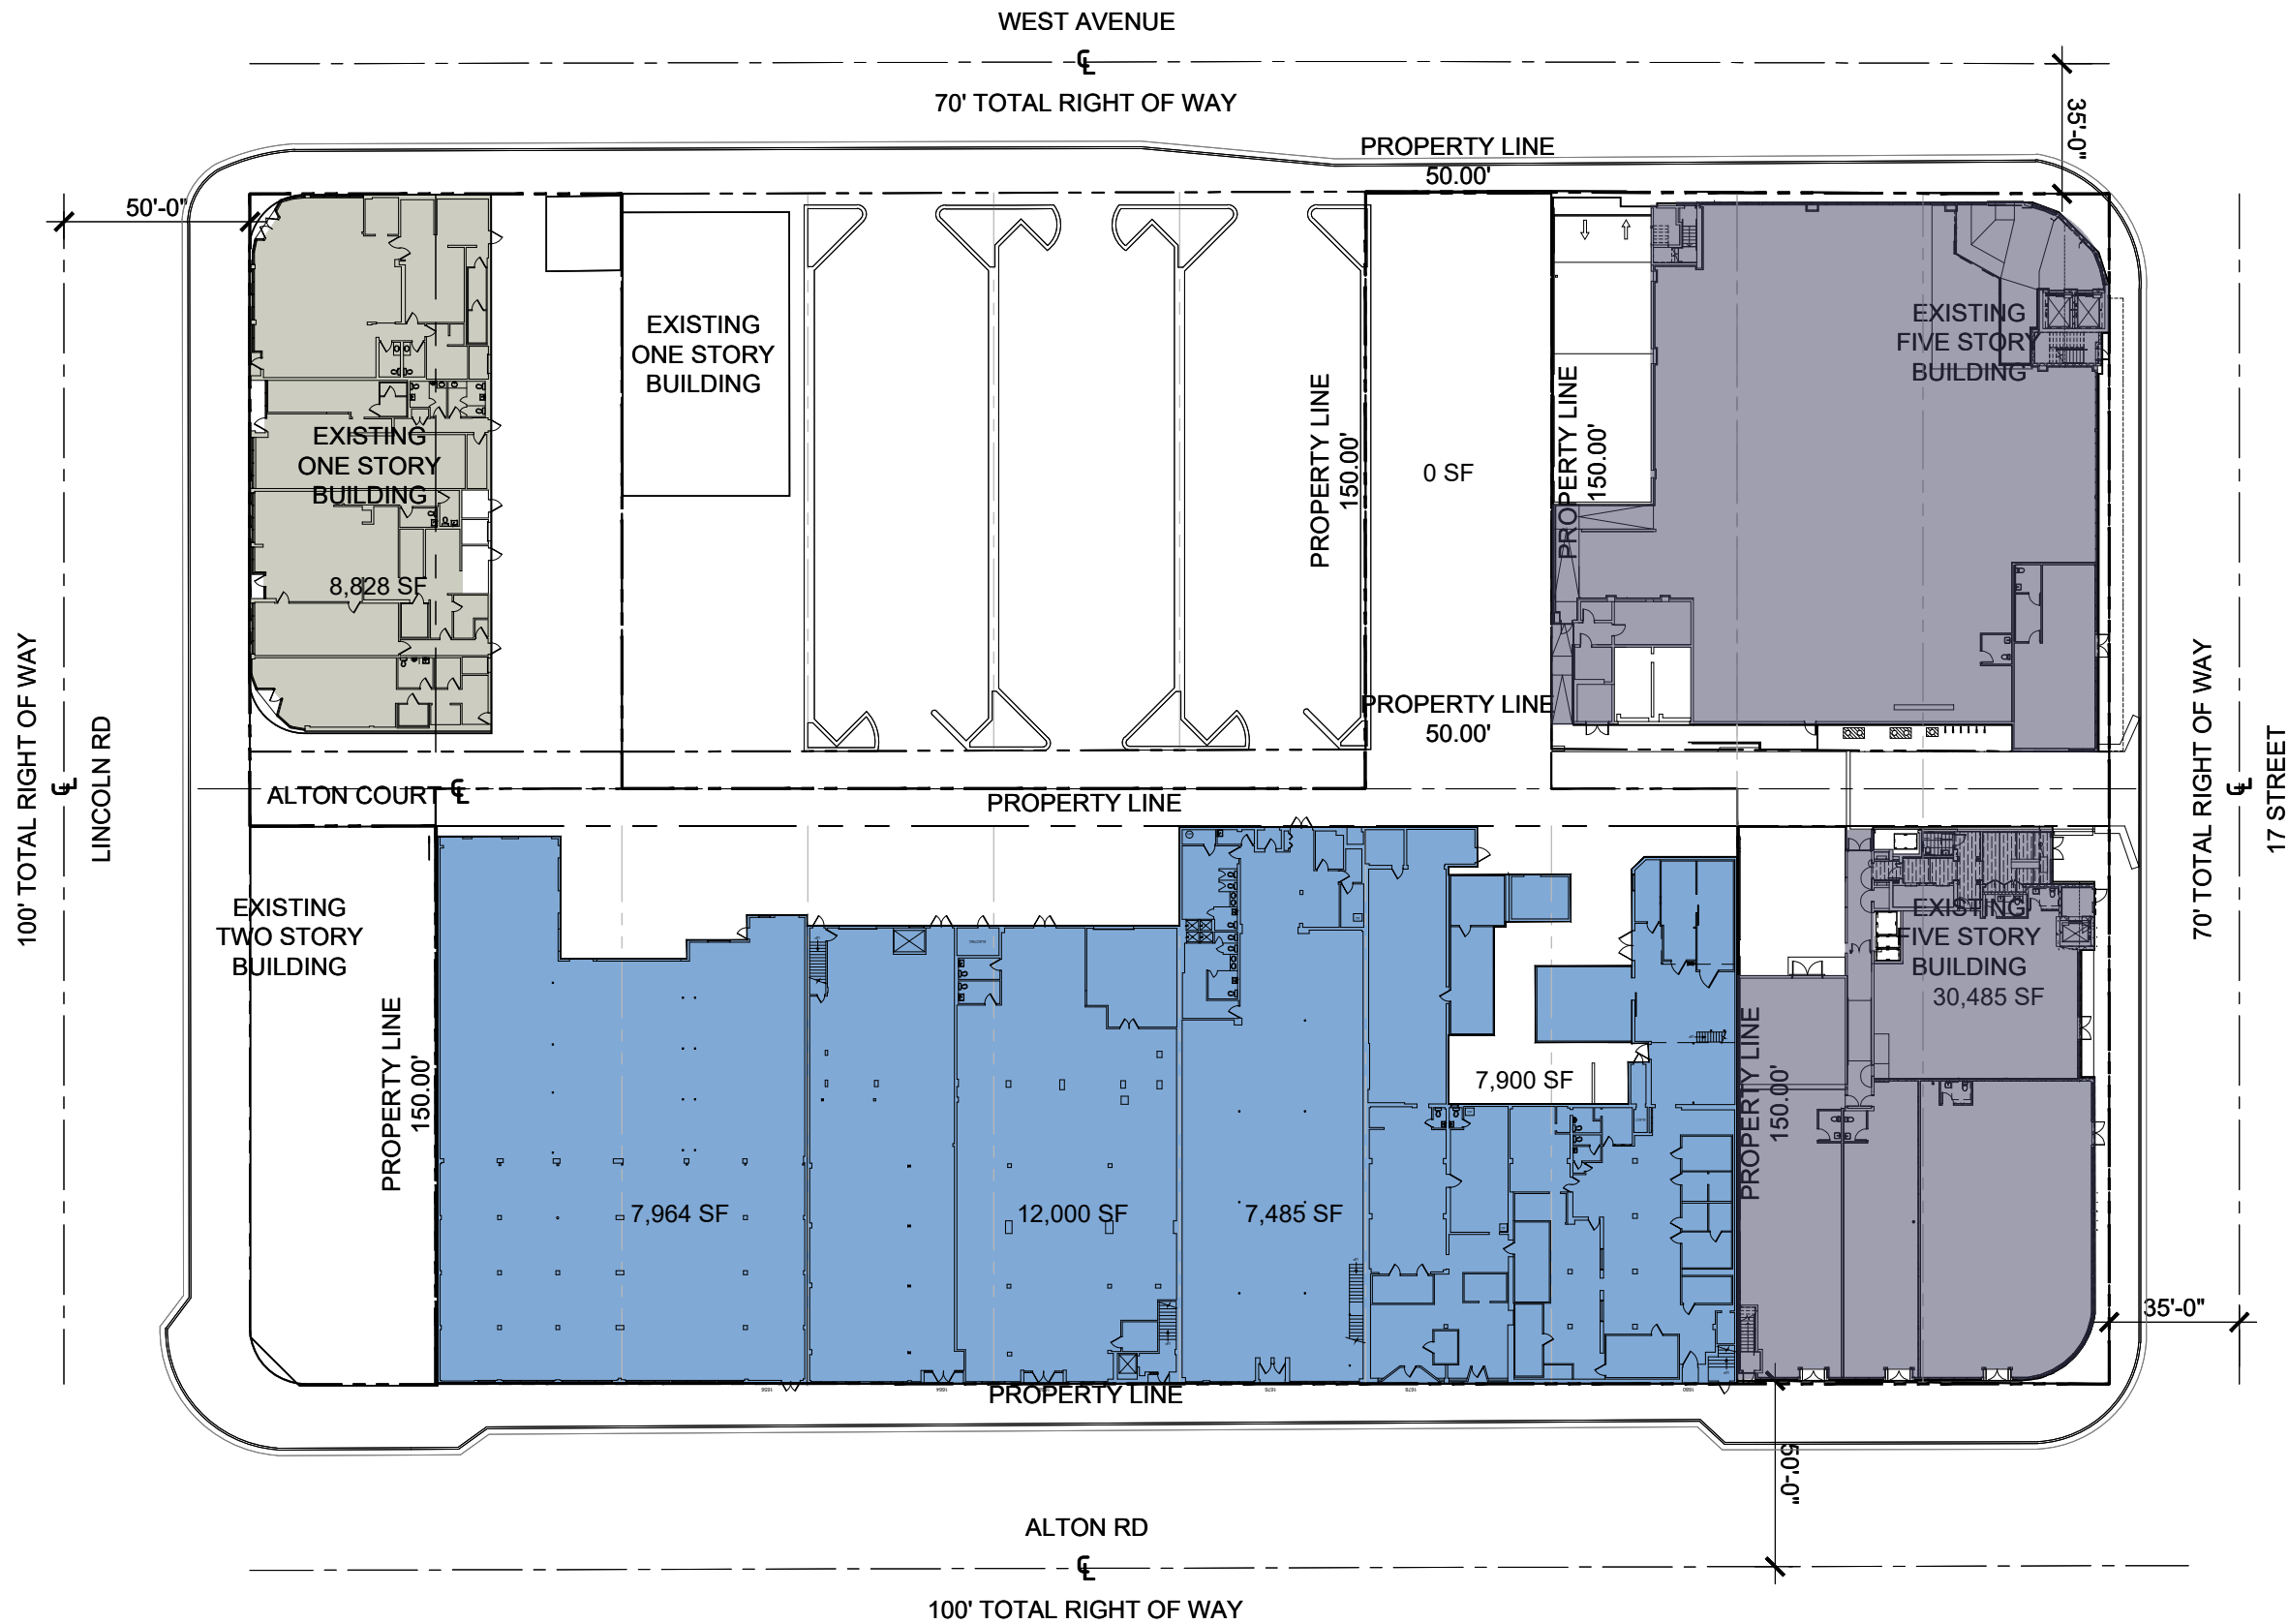 WEST AVENUE
℄
70' TOTAL RIGHT OF WAY
35'-0"
PROPERTY LINE
50.00'
50'-0"
EXISTING
ONE STORY
BUILDING
EXISTING
FIVE STORY
BUILDING
PROPERTY LINE
150.00'
PROPERTY LINE
150.00'
EXISTING
ONE STORY
BUILDING
0 SF
8,828 SF
100' TOTAL RIGHT OF WAY
℄
LINCOLN RD
PROPERTY LINE
50.00'
70' TOTAL RIGHT OF WAY
℄
17 STREET
ALTON COURT
℄
PROPERTY LINE
EXISTING
TWO STORY
BUILDING
EXISTING
FIVE STORY
BUILDING
30,485 SF
PROPERTY LINE
150.00'
PROPERTY LINE
150.00'
7,900 SF
7,964 SF
12,000 SF
7,485 SF
35'-0"
PROPERTY LINE
50'-0"
ALTON RD
℄
100' TOTAL RIGHT OF WAY